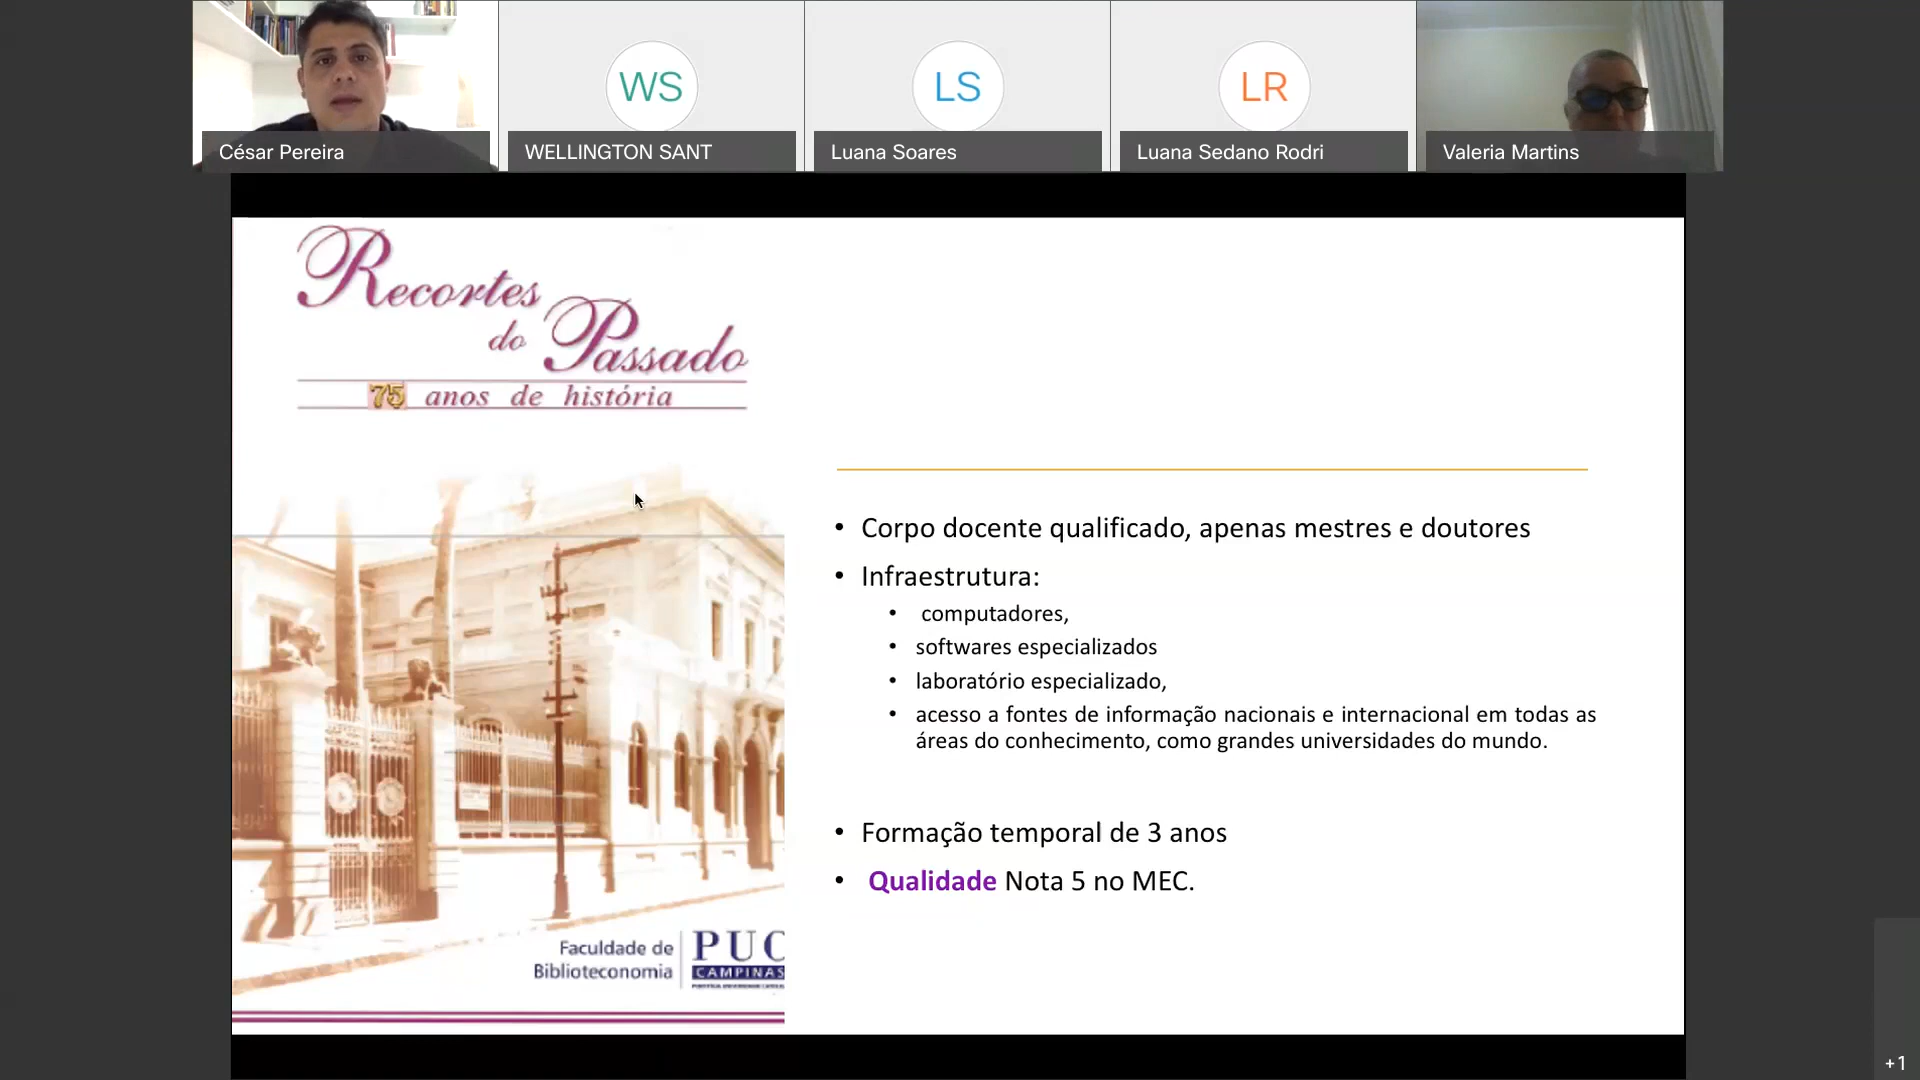 WS
LS
LR
César Pereira
WELLINGTON SANT
Luana Soares
Luana Sedano Rodri
Valeria Martins
Recortes
do Passado
75 anos de história
• Corpo docente qualificado, apenas mestres e doutores
• Infraestrutura:
• computadores,
• softwares especializados
• laboratório especializado,
• acesso a fontes de informação nacionais e internacional em todas as
áreas do conhecimento, como grandes universidades do mundo.
• Formação temporal de 3 anos
• Qualidade Nota 5 no MEC.
Faculdade de
Biblioteconomia
PUC
CAMPINAS
+1